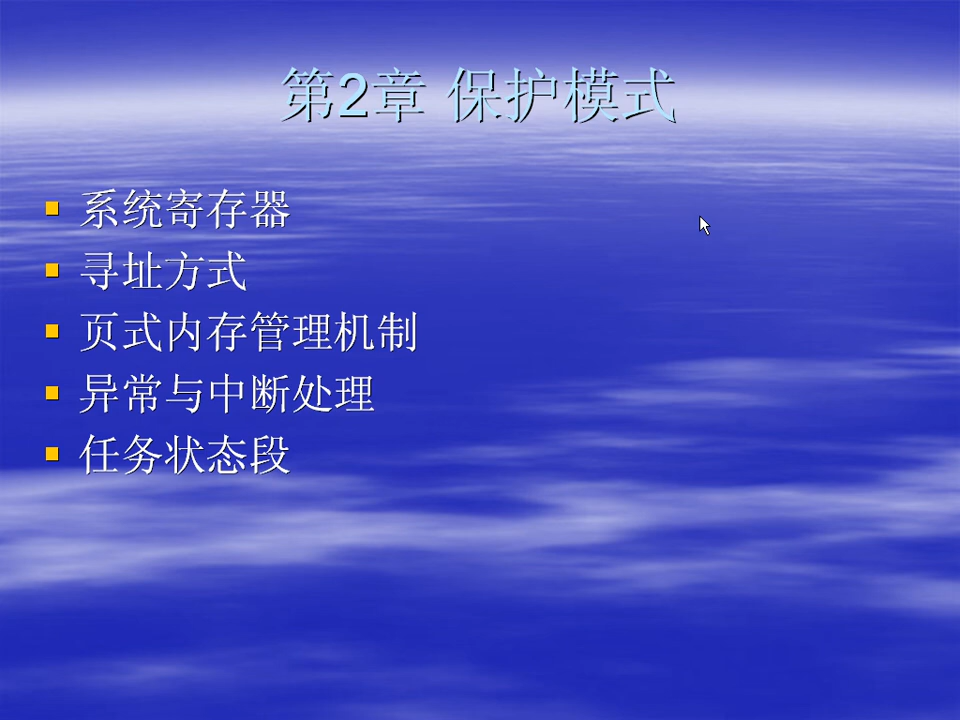 第2章 保护模式
系统寄存器
寻址方式
页式内存管理机制
异常与中断处理
任务状态段